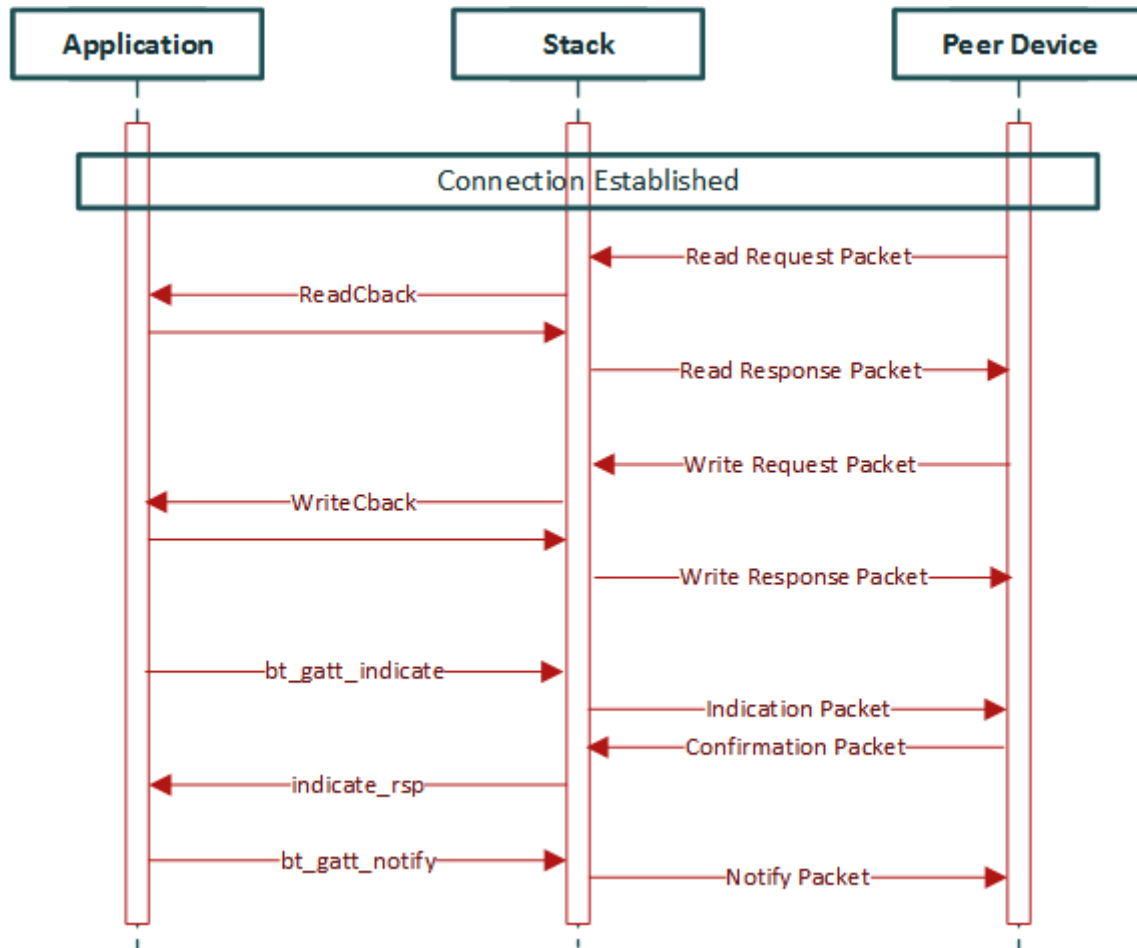 Application
Stack
Peer Device
Connection Established
Read Request Packet
ReadCback
Read Response Packet
Write Request Packet
WriteCback
Write Response Packet
bt_gatt_indicate
Indication Packet
Confirmation Packet
indicate_rsp
bt_gatt_notify
Notify Packet